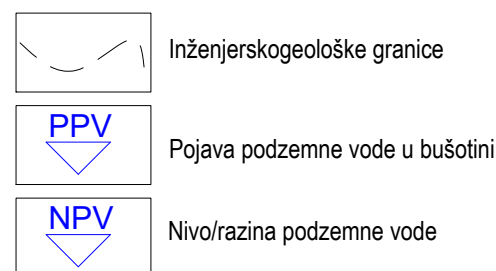 Inženjerskogeološke granice
PPV
Pojava podzemne vode u bušotini
NPV
Nivo/razina podzemne vode